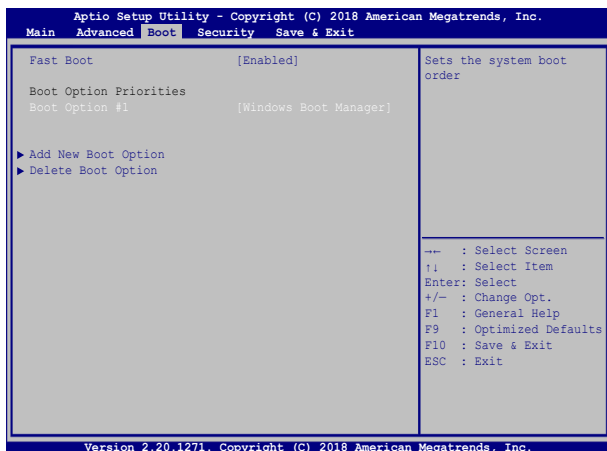 Aptio Setup Utility - Copyright (C) 2018 American Megatrends, Inc.
Main Advanced Boot Security Save & Exit
Fast Boot [Enabled]
Boot Option Priorities
Boot Option #1 [Windows Boot Manager]
▶ Add New Boot Option
▶ Delete Boot Option
Sets the system boot
order
→← : Select Screen
↑↓ : Select Item
Enter: Select
+/— : Change Opt.
F1 : General Help
F9 : Optimized Defaults
F10 : Save & Exit
ESC : Exit
Version 2.20.1271. Copyright (C) 2018 American Megatrends, Inc.